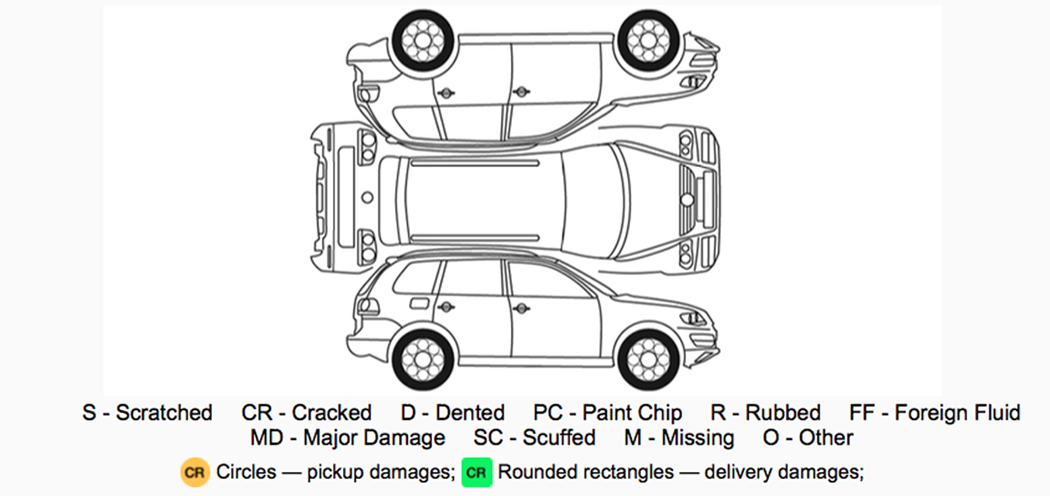 S - Scratched CR - Cracked D - Dented PC - Paint Chip R - Rubbed FF - Foreign Fluid
MD - Major Damage SC - Scuffed M - Missing O - Other
CR Circles — pickup damages; CR Rounded rectangles — delivery damages;